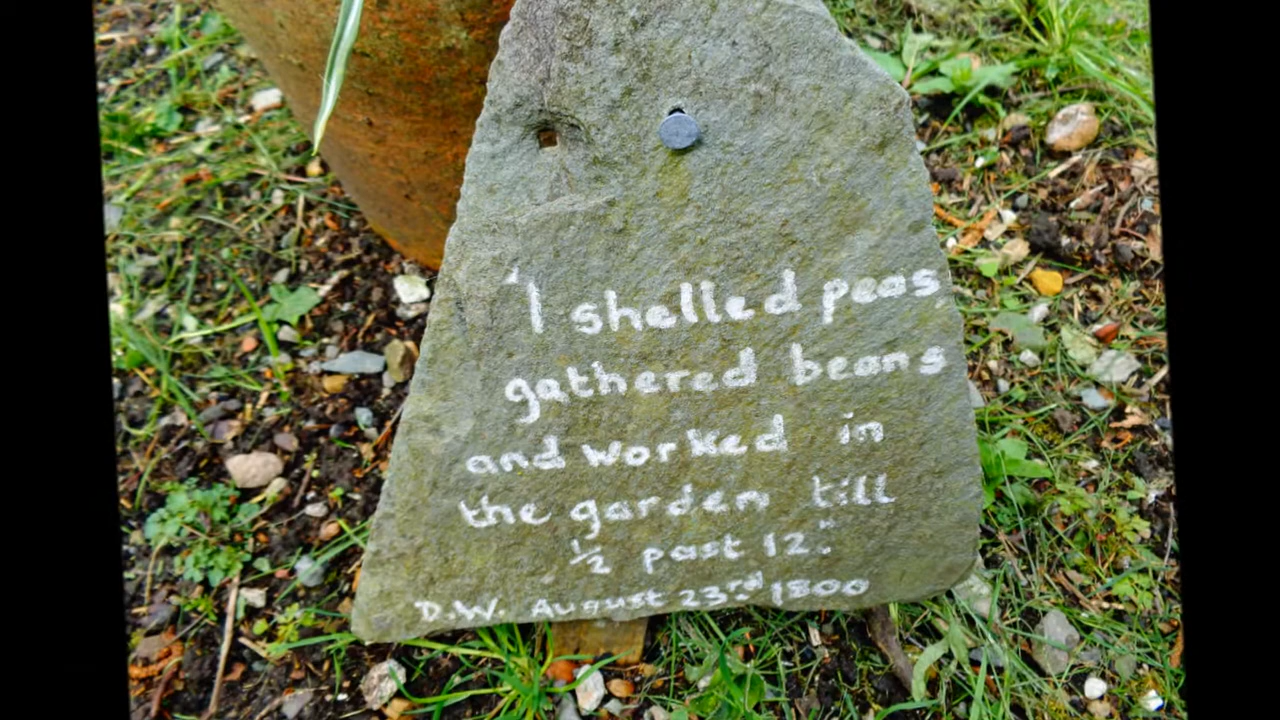 'I shelled peas
gathered beans
and worked in
the garden till
½ past 12."
D.W. August 23rd 1800